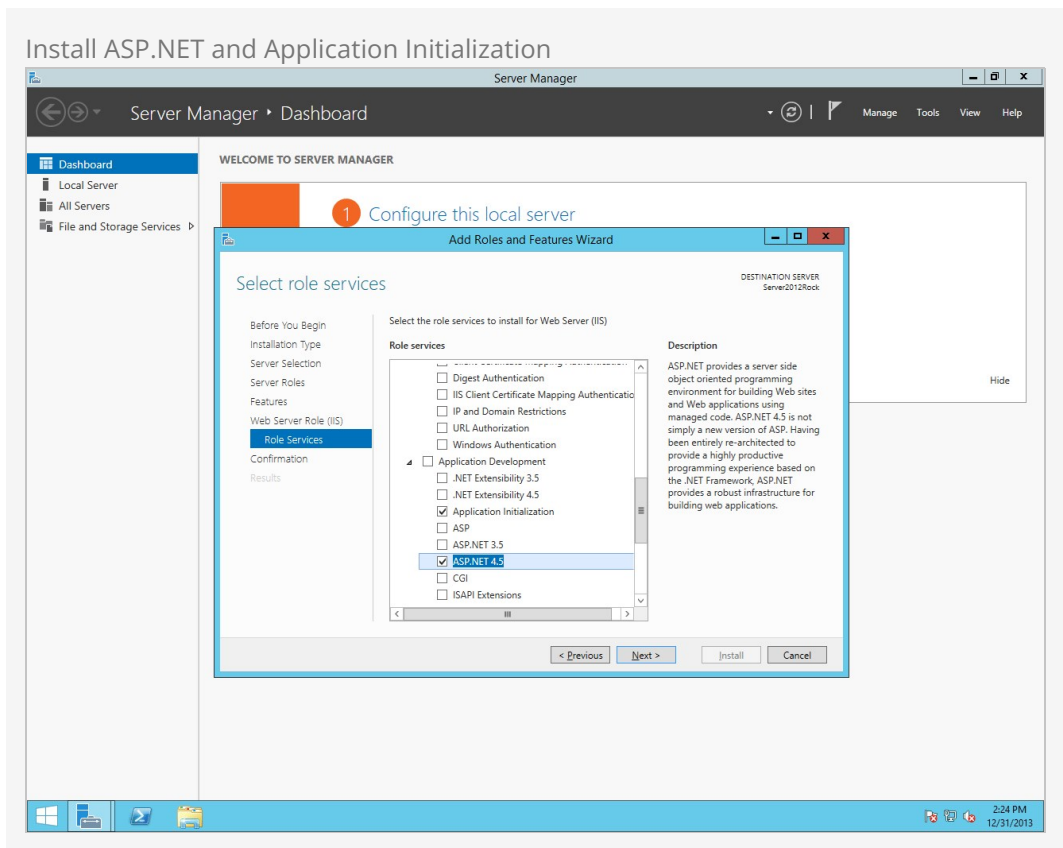 Install ASP.NET and Application Initialization
Server Manager
Server Manager ‣ Dashboard
Manage Tools View Help
Dashboard
Local Server
All Servers
File and Storage Services
WELCOME TO SERVER MANAGER
1 Configure this local server
Hide
Add Roles and Features Wizard
Select role services
DESTINATION SERVER
Server2012Rock
Before You Begin
Installation Type
Server Selection
Server Roles
Features
Web Server Role (IIS)
Role Services
Confirmation
Results
Select the role services to install for Web Server (IIS)
Role services
Digest Authentication
IIS Client Certificate Mapping Authenticatio
IP and Domain Restrictions
URL Authorization
Windows Authentication
Application Development
.NET Extensibility 3.5
.NET Extensibility 4.5
Application Initialization
ASP
ASP.NET 3.5
ASP.NET 4.5
CGI
ISAPI Extensions
Description
ASP.NET provides a server side
object oriented programming
environment for building Web sites
and Web applications using
managed code. ASP.NET 4.5 is not
simply a new version of ASP. Having
been entirely re-architected to
provide a highly productive
programming experience based on
the .NET Framework, ASP.NET
provides a robust infrastructure for
building web applications.
< Previous Next > Install Cancel
2:24 PM
12/31/2013